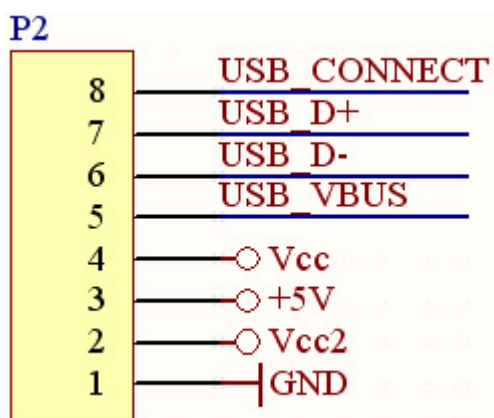 P2
USB_CONNECT
8
USB_D+
7
USB_D-
6
USB_VBUS
5
4 Vcc
3 +5V
2 Vcc2
1 GND